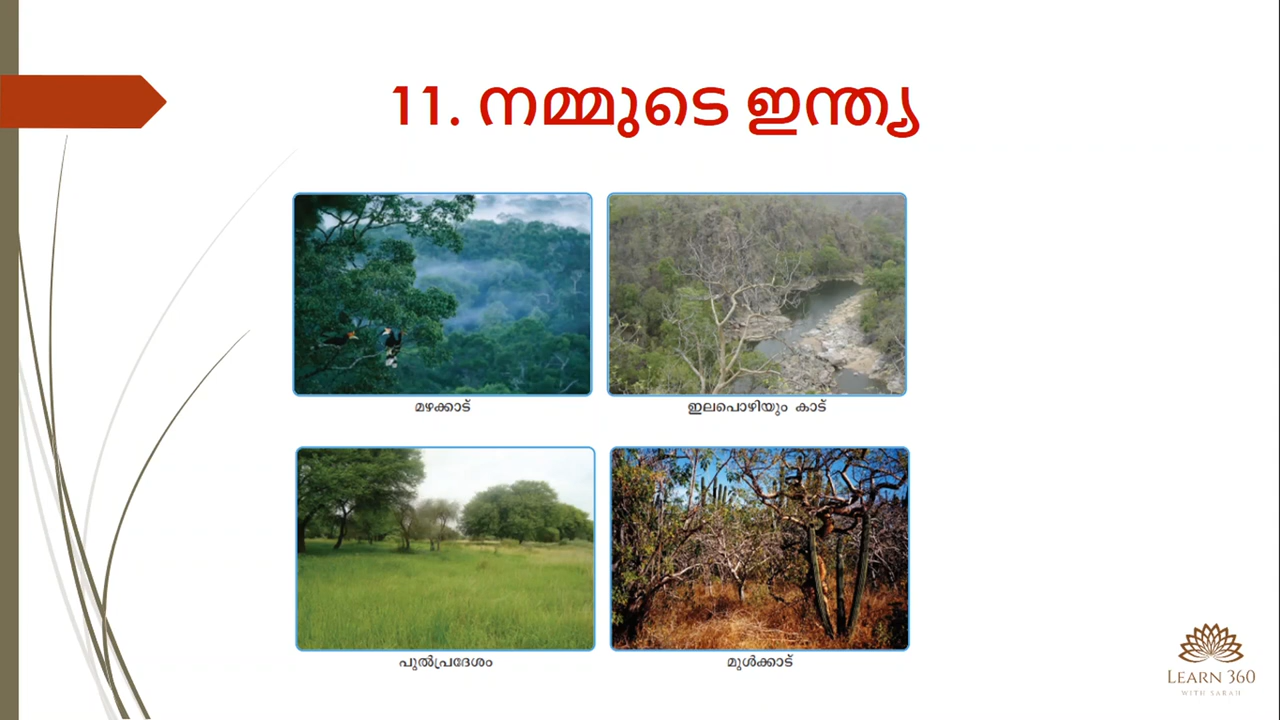 11. നമ്മുടെ ഇന്ത്യ
മഴക്കാട്
ഇലപൊഴിയും കാട്
പുൽപ്രദേശം
മുൾക്കാട്
LEARN 360
WITH SARAH